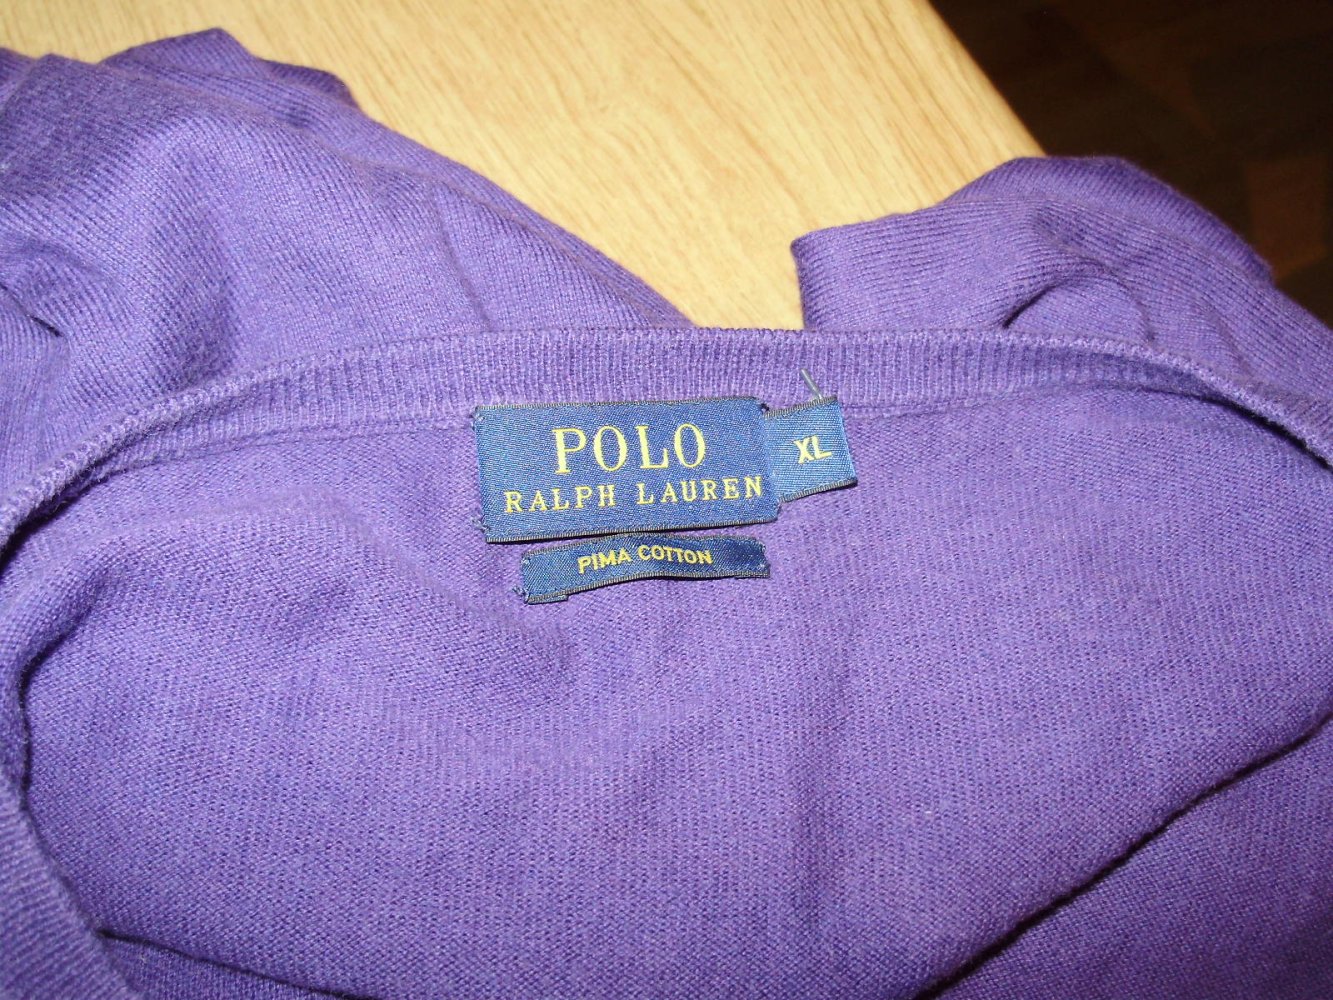 POLO
RALPH LAUREN
XL
PIMA COTTON